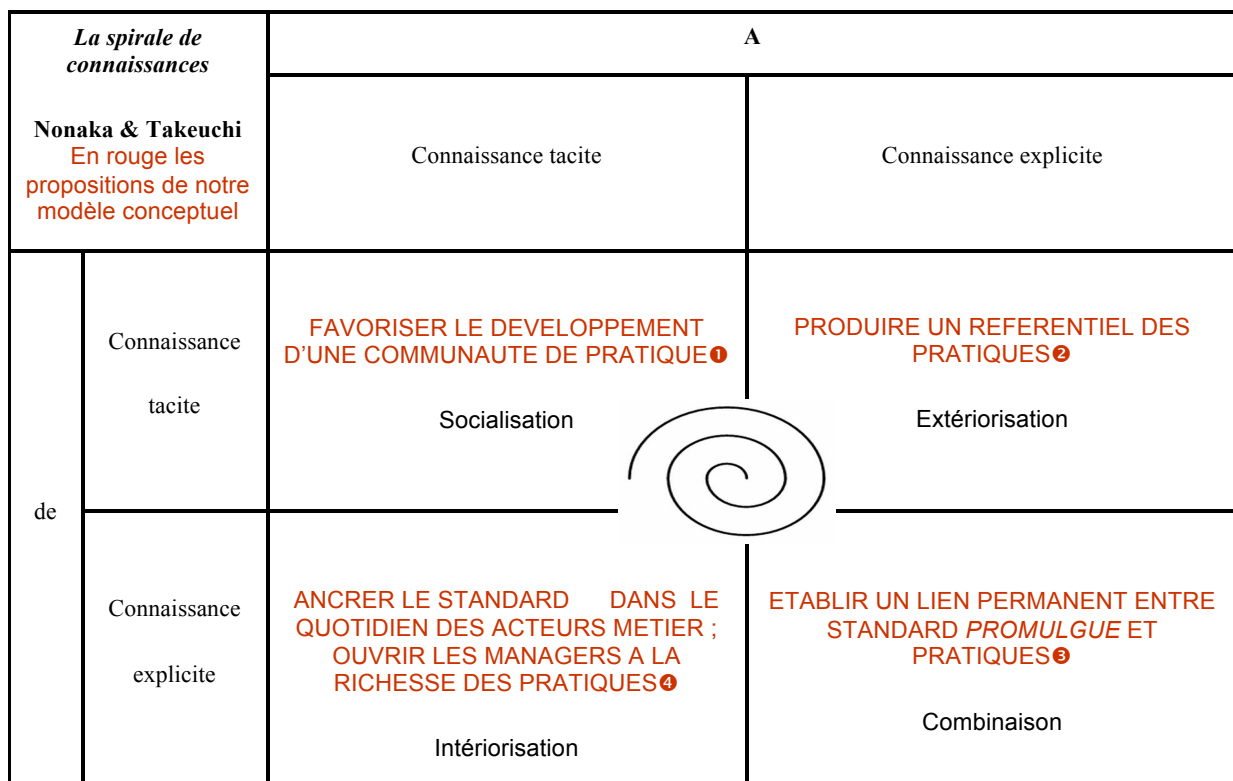 La spirale de
connaissances
Nonaka & Takeuchi
En rouge les
propositions de notre
modèle conceptuel
A
Connaissance tacite
Connaissance explicite
de
Connaissance
tacite
FAVORISER LE DEVELOPPEMENT
D’UNE COMMUNAUTE DE PRATIQUE❶
Socialisation
PRODUIRE UN REFERENTIEL DES
PRATIQUES❷
Extériorisation
Connaissance
explicite
ANCRER LE STANDARD DANS LE
QUOTIDIEN DES ACTEURS METIER ;
OUVRIR LES MANAGERS A LA
RICHESSE DES PRATIQUES❹
Intériorisation
ETABLIR UN LIEN PERMANENT ENTRE
STANDARD PROMULGUE ET
PRATIQUES❸
Combinaison